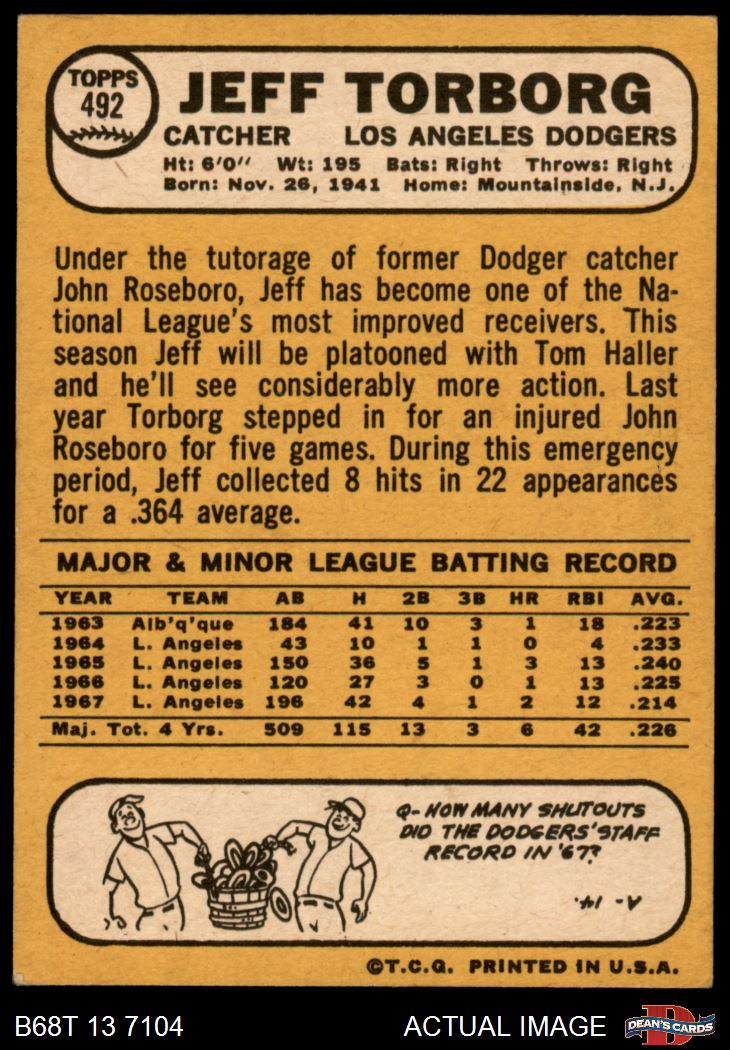 TOPPS
492
JEFF TORBORG
CATCHER LOS ANGELES DODGERS
Ht: 6'0'' Wt: 195 Bats: Right Throws: Right
Born: Nov. 26, 1941 Home: Mountainside, N.J.
Under the tutorage of former Dodger catcher
John Roseboro, Jeff has become one of the Na-
tional League's most improved receivers. This
season Jeff will be platooned with Tom Haller
and he'll see considerably more action. Last
year Torborg stepped in for an injured John
Roseboro for five games. During this emergency
period, Jeff collected 8 hits in 22 appearances
for a .364 average.
MAJOR & MINOR LEAGUE BATTING RECORD
YEAR TEAM AB H 2B 3B HR RBI AVG.
1963 Alb'q'que 184 41 10 3 1 18 .223
1964 L. Angeles 43 10 1 1 0 4 .233
1965 L. Angeles 150 36 5 1 3 13 .240
1966 L. Angeles 120 27 3 0 1 13 .225
1967 L. Angeles 196 42 4 1 2 12 .214
Maj. Tot. 4 Yrs. 509 115 13 3 6 42 .226
Q- HOW MANY SHUTOUTS
DID THE DODGERS' STAFF
RECORD IN '67?
A- 14.
©T.C.G. PRINTED IN U.S.A.
B68T 13 7104 ACTUAL IMAGE
D
DEAN'S CARDS